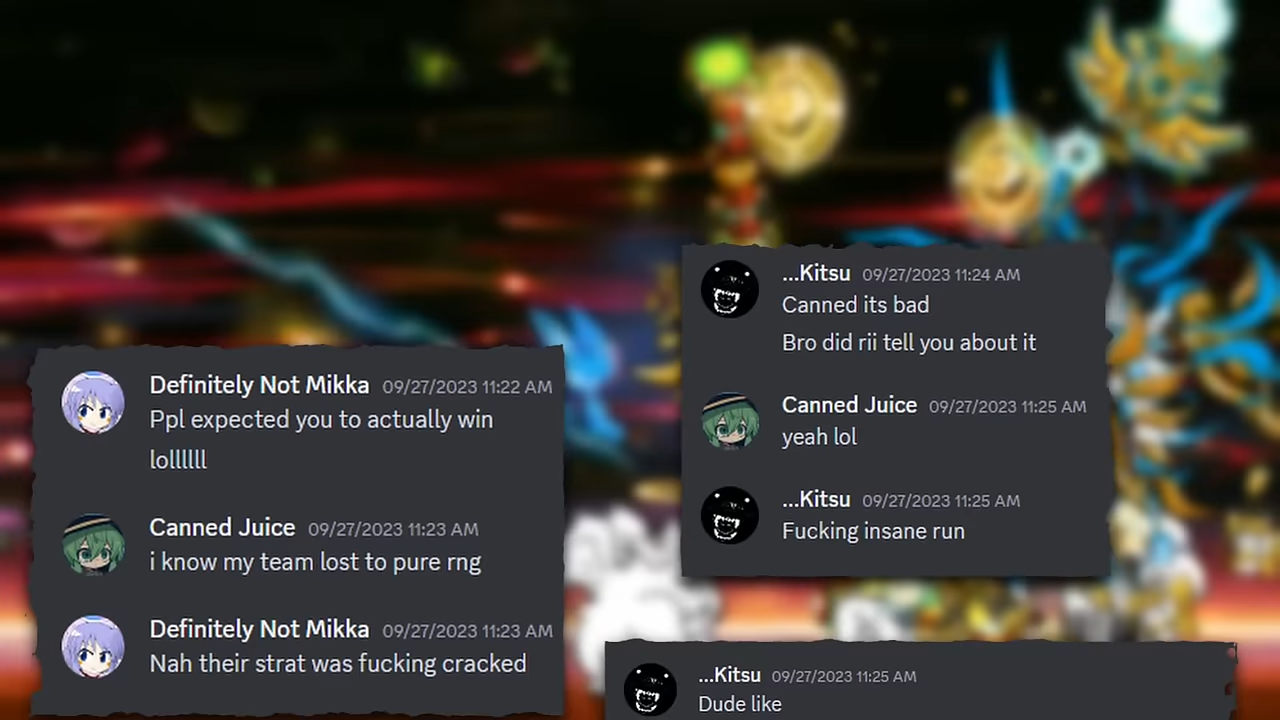 Definitely Not Mikka 09/27/2023 11:22 AM
Ppl expected you to actually win
lollllll
Canned Juice 09/27/2023 11:23 AM
i know my team lost to pure rng
Definitely Not Mikka 09/27/2023 11:23 AM
Nah their strat was fucking cracked
...Kitsu 09/27/2023 11:24 AM
Canned its bad
Bro did rii tell you about it
Canned Juice 09/27/2023 11:25 AM
yeah lol
...Kitsu 09/27/2023 11:25 AM
Fucking insane run
...Kitsu 09/27/2023 11:25 AM
Dude like